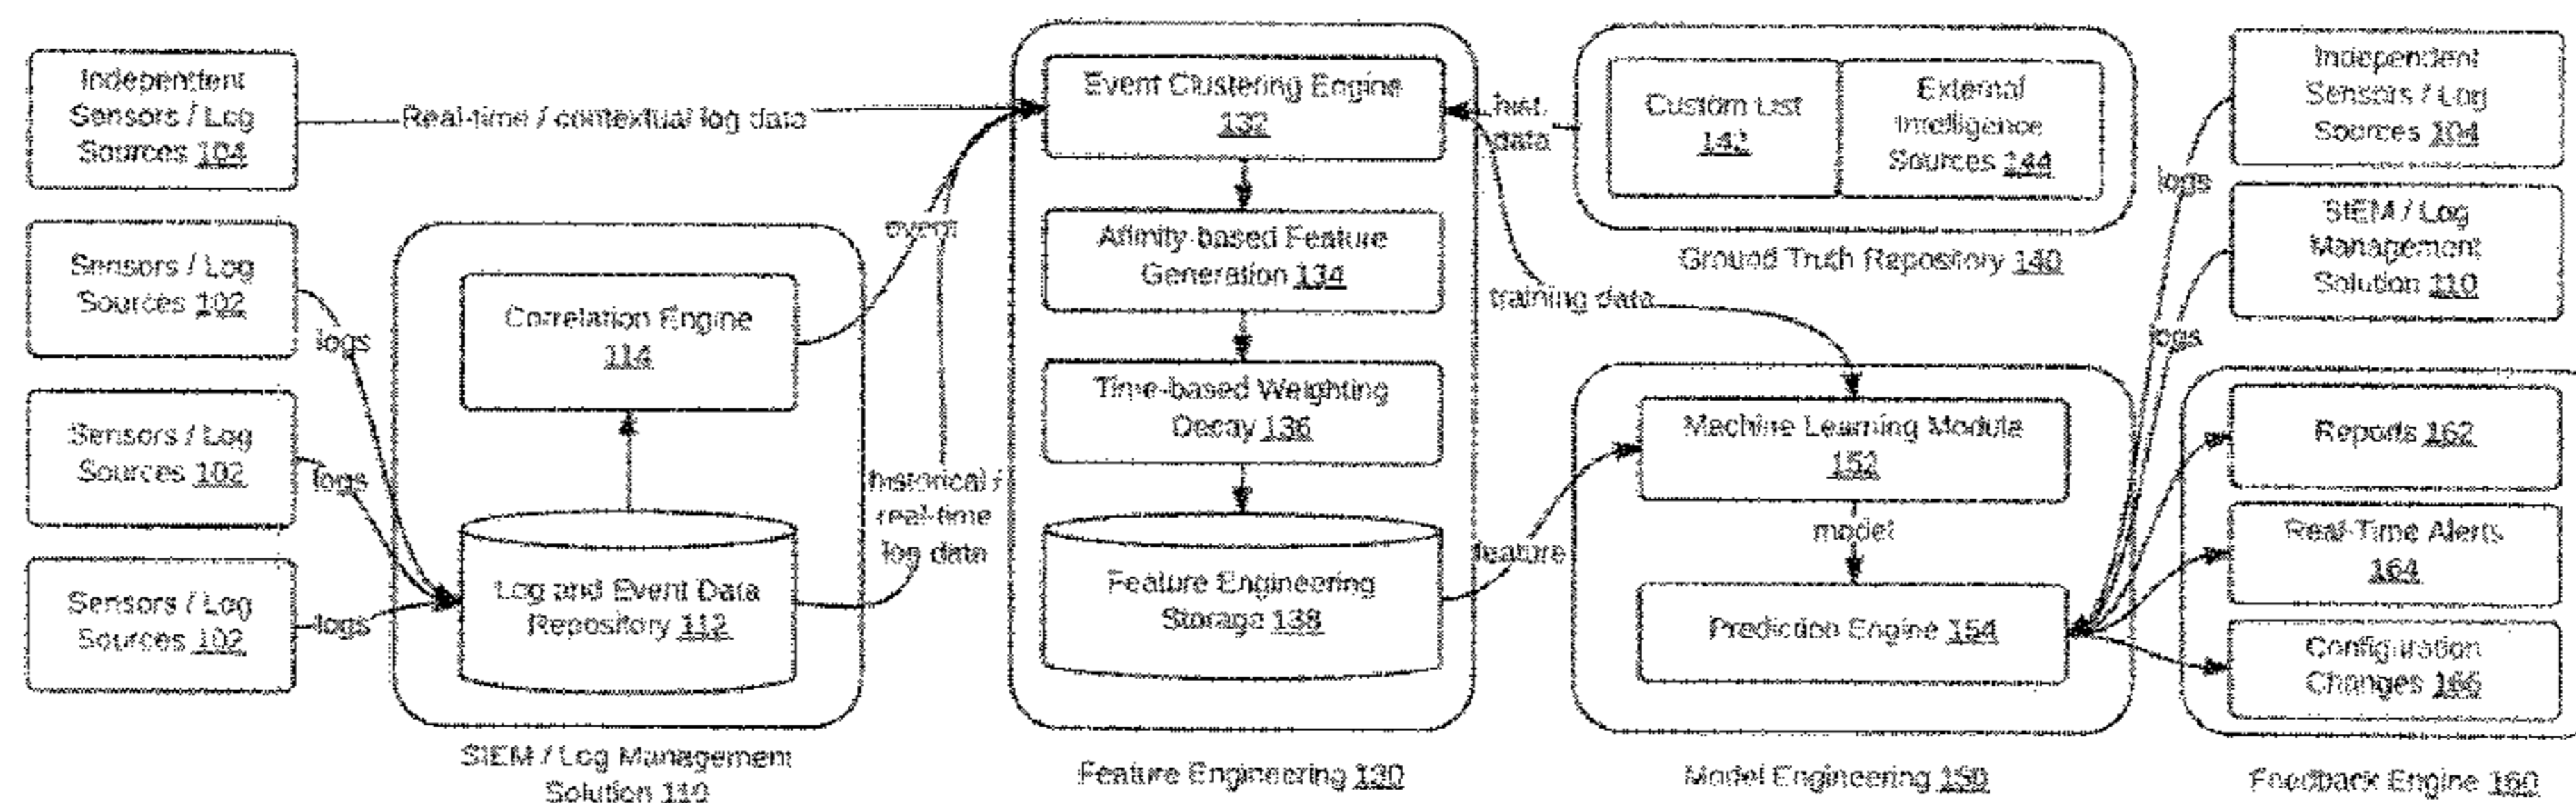 Independent
Sensors / Log
Sources 104
Real-time / contextual log data
Sensors / Log
Sources 102
logs
Sensors / Log
Sources 102
logs
Sensors / Log
Sources 102
logs
Correlation Engine
114
Log and Event Data
Repository 112
SIEM / Log Management
Solution 110
event
historical /
real-time
log data
Event Clustering Engine
132
Affinity-based Feature
Generation 134
Time-based Weighting
Decay 136
Feature Engineering
Storage 138
Feature Engineering 130
hist.
data
Custom List
142
External
Intelligence
Sources 144
Ground Truth Repository 140
training data
feature
Machine Learning Module
152
model
Prediction Engine 154
Model Engineering 150
Independent
Sensors / Log
Sources 104
logs
SIEM / Log
Management
Solution 110
logs
Reports 162
Real-Time Alerts
164
Configuration
Changes 166
Feedback Engine 160